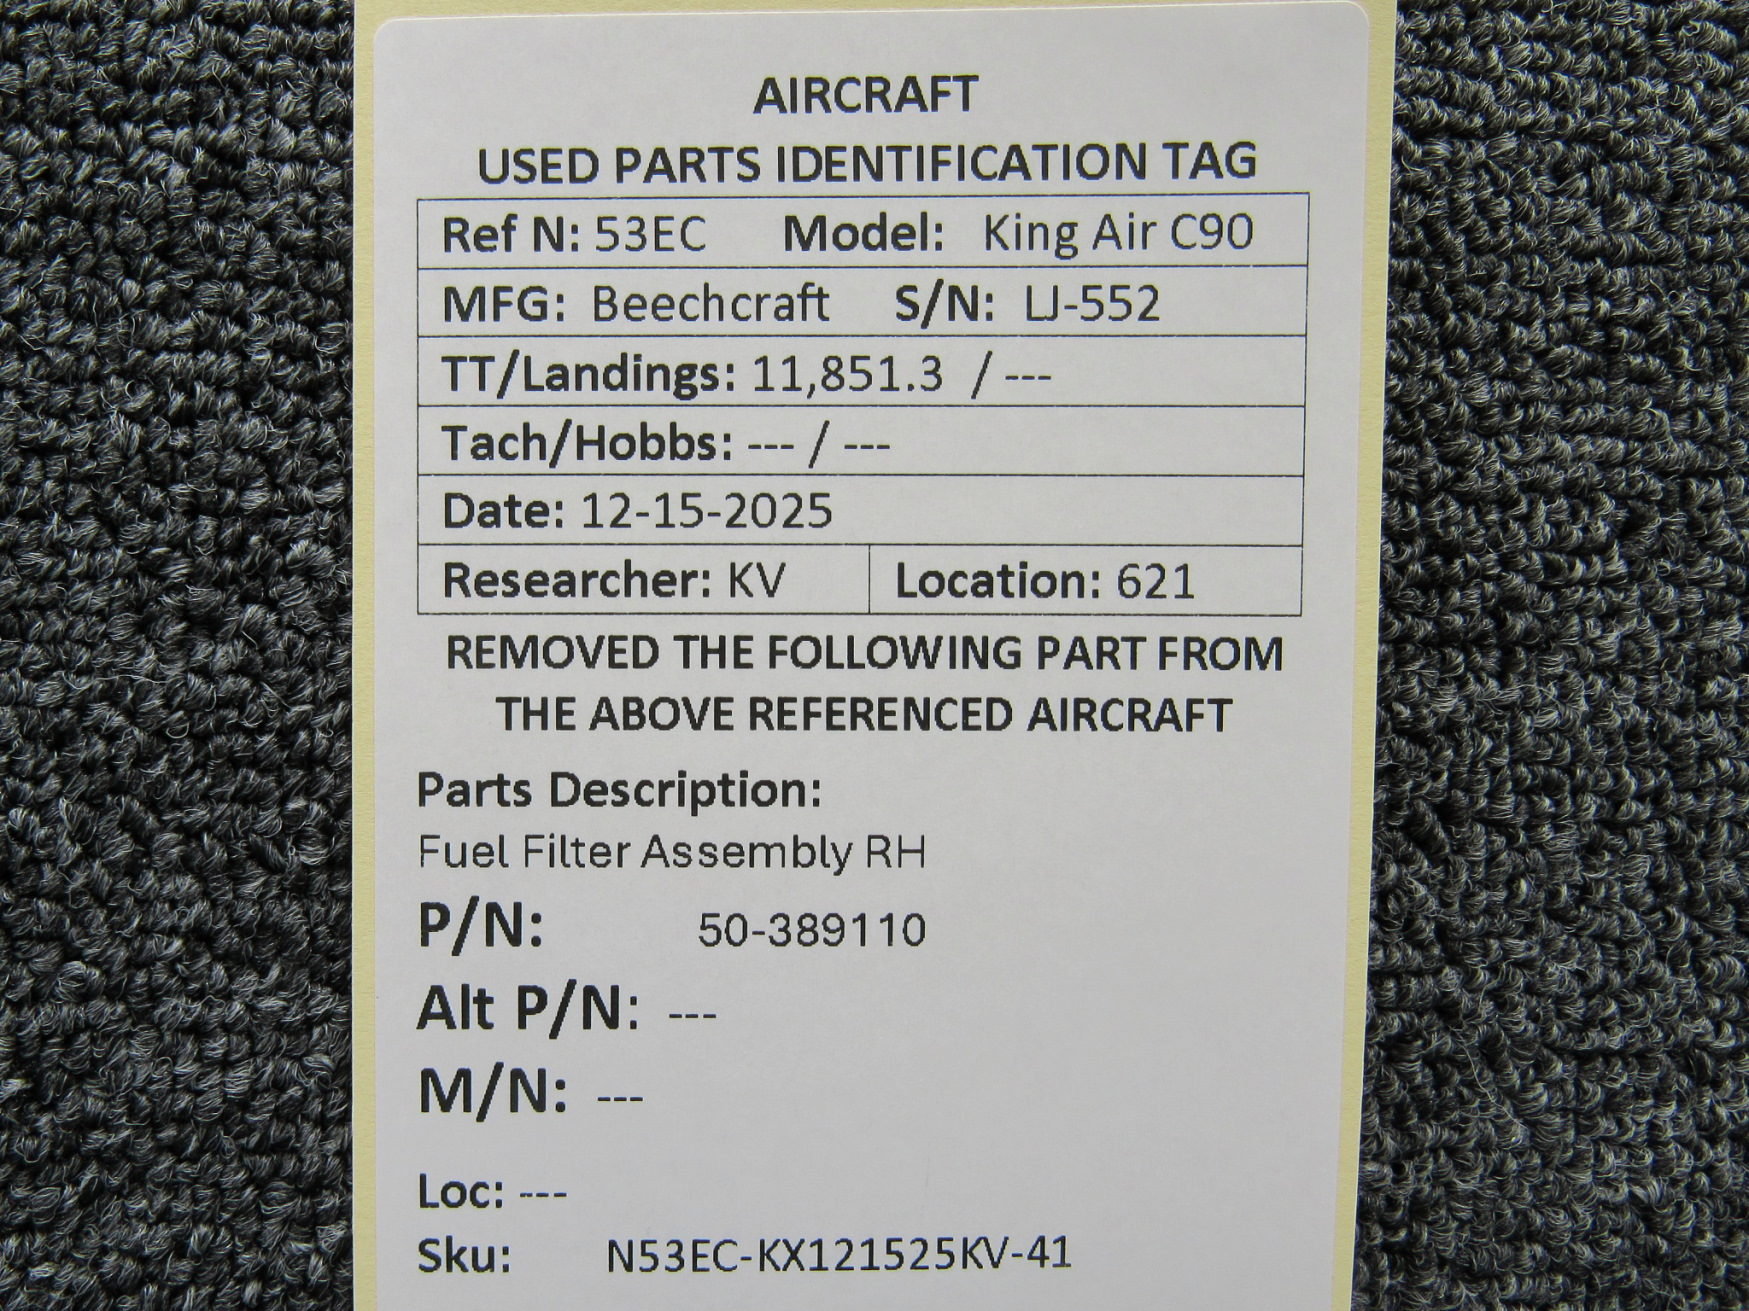 AIRCRAFT
USED PARTS IDENTIFICATION TAG
Ref N: 53EC Model: King Air C90
MFG: Beechcraft S/N: LJ-552
TT/Landings: 11,851.3 / ---
Tach/Hobbs: --- / ---
Date: 12-15-2025
Researcher: KV Location: 621
REMOVED THE FOLLOWING PART FROM
THE ABOVE REFERENCED AIRCRAFT
Parts Description:
Fuel Filter Assembly RH
P/N: 50-389110
Alt P/N: ---
M/N: ---
Loc: ---
Sku: N53EC-KX121525KV-41